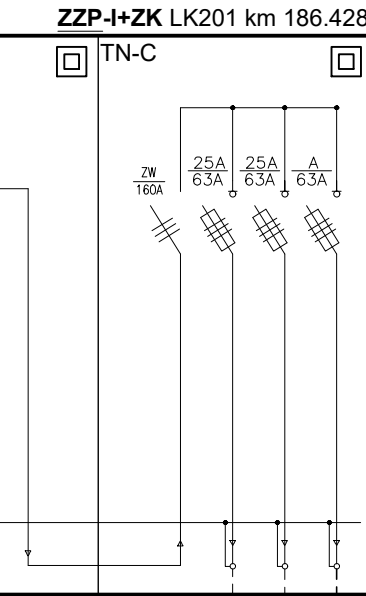 ZZP-I+ZK LK201 km 186.428
TN-C
ZW
160A
25A
63A
25A
63A
A
63A